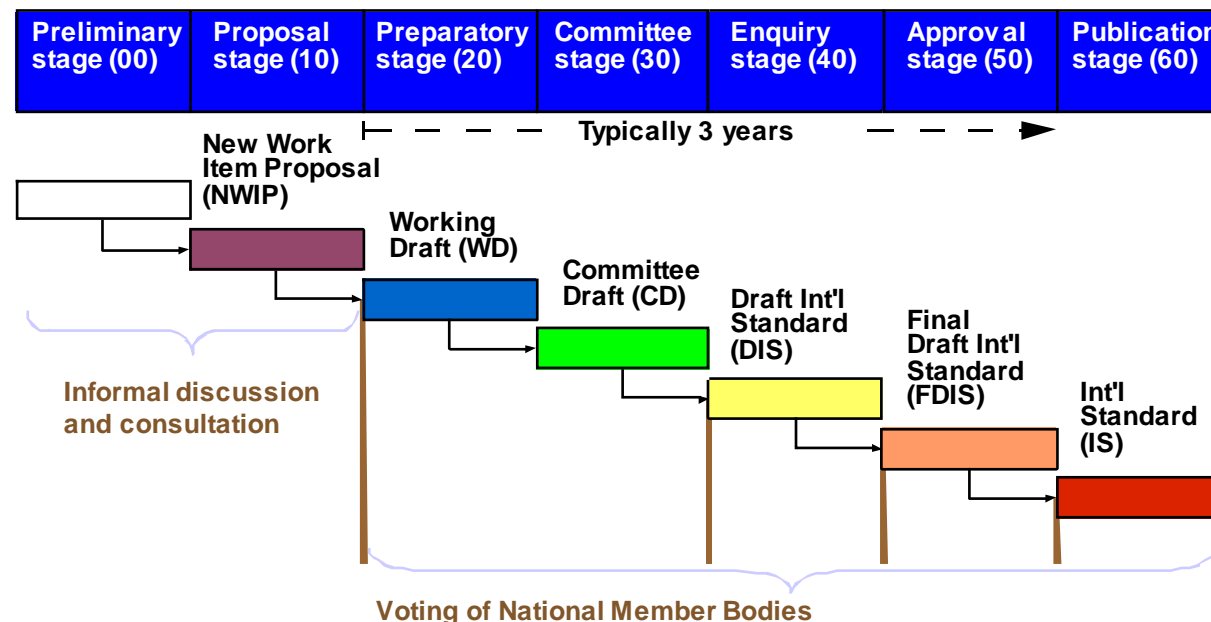 Preliminary
stage (00)
Proposal
stage (10)
Preparatory
stage (20)
Committee
stage (30)
Enquiry
stage (40)
Approval
stage (50)
Publication
stage (60)
Typically 3 years
New Work
Item Proposal
(NWIP)
Working
Draft (WD)
Committee
Draft (CD)
Draft Int'l
Standard
(DIS)
Final
Draft Int'l
Standard
(FDIS)
Int'l
Standard
(IS)
Informal discussion
and consultation
Voting of National Member Bodies